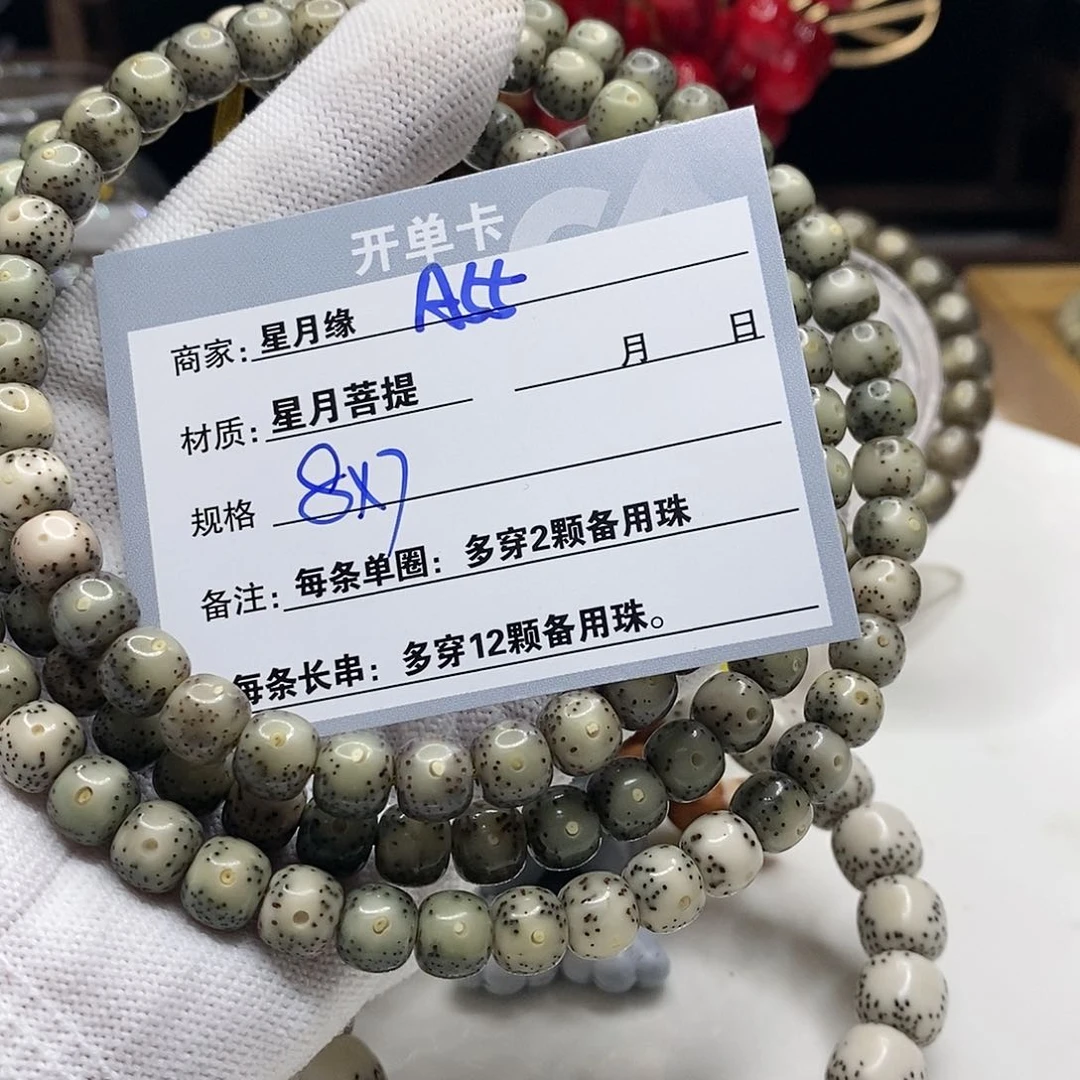 开单卡
商家：星月缘 A66
材质：星月菩提 月 日
规格 8x7
备注：每条单圈：多穿2颗备用珠
每条长串：多穿12颗备用珠。